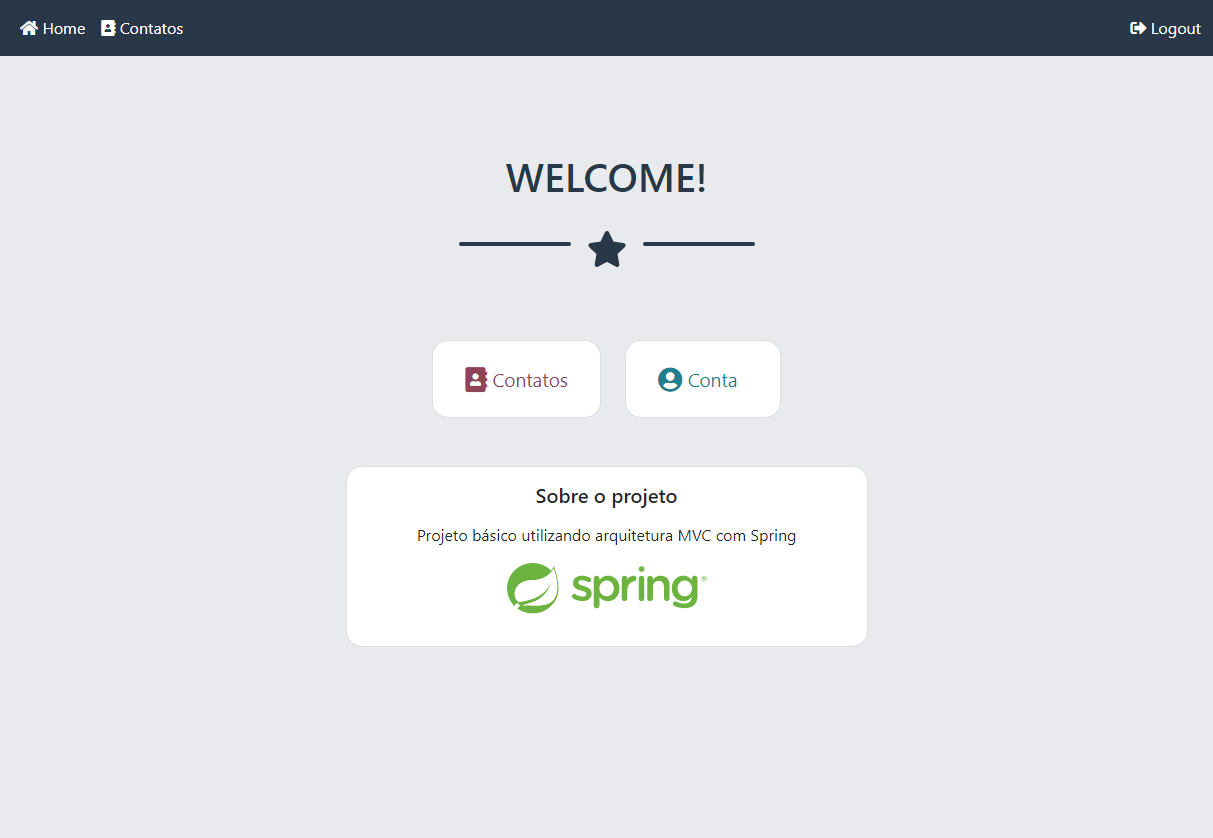 Home Contatos Logout
WELCOME!
Contatos Conta
Sobre o projeto
Projeto básico utilizando arquitetura MVC com Spring
spring®